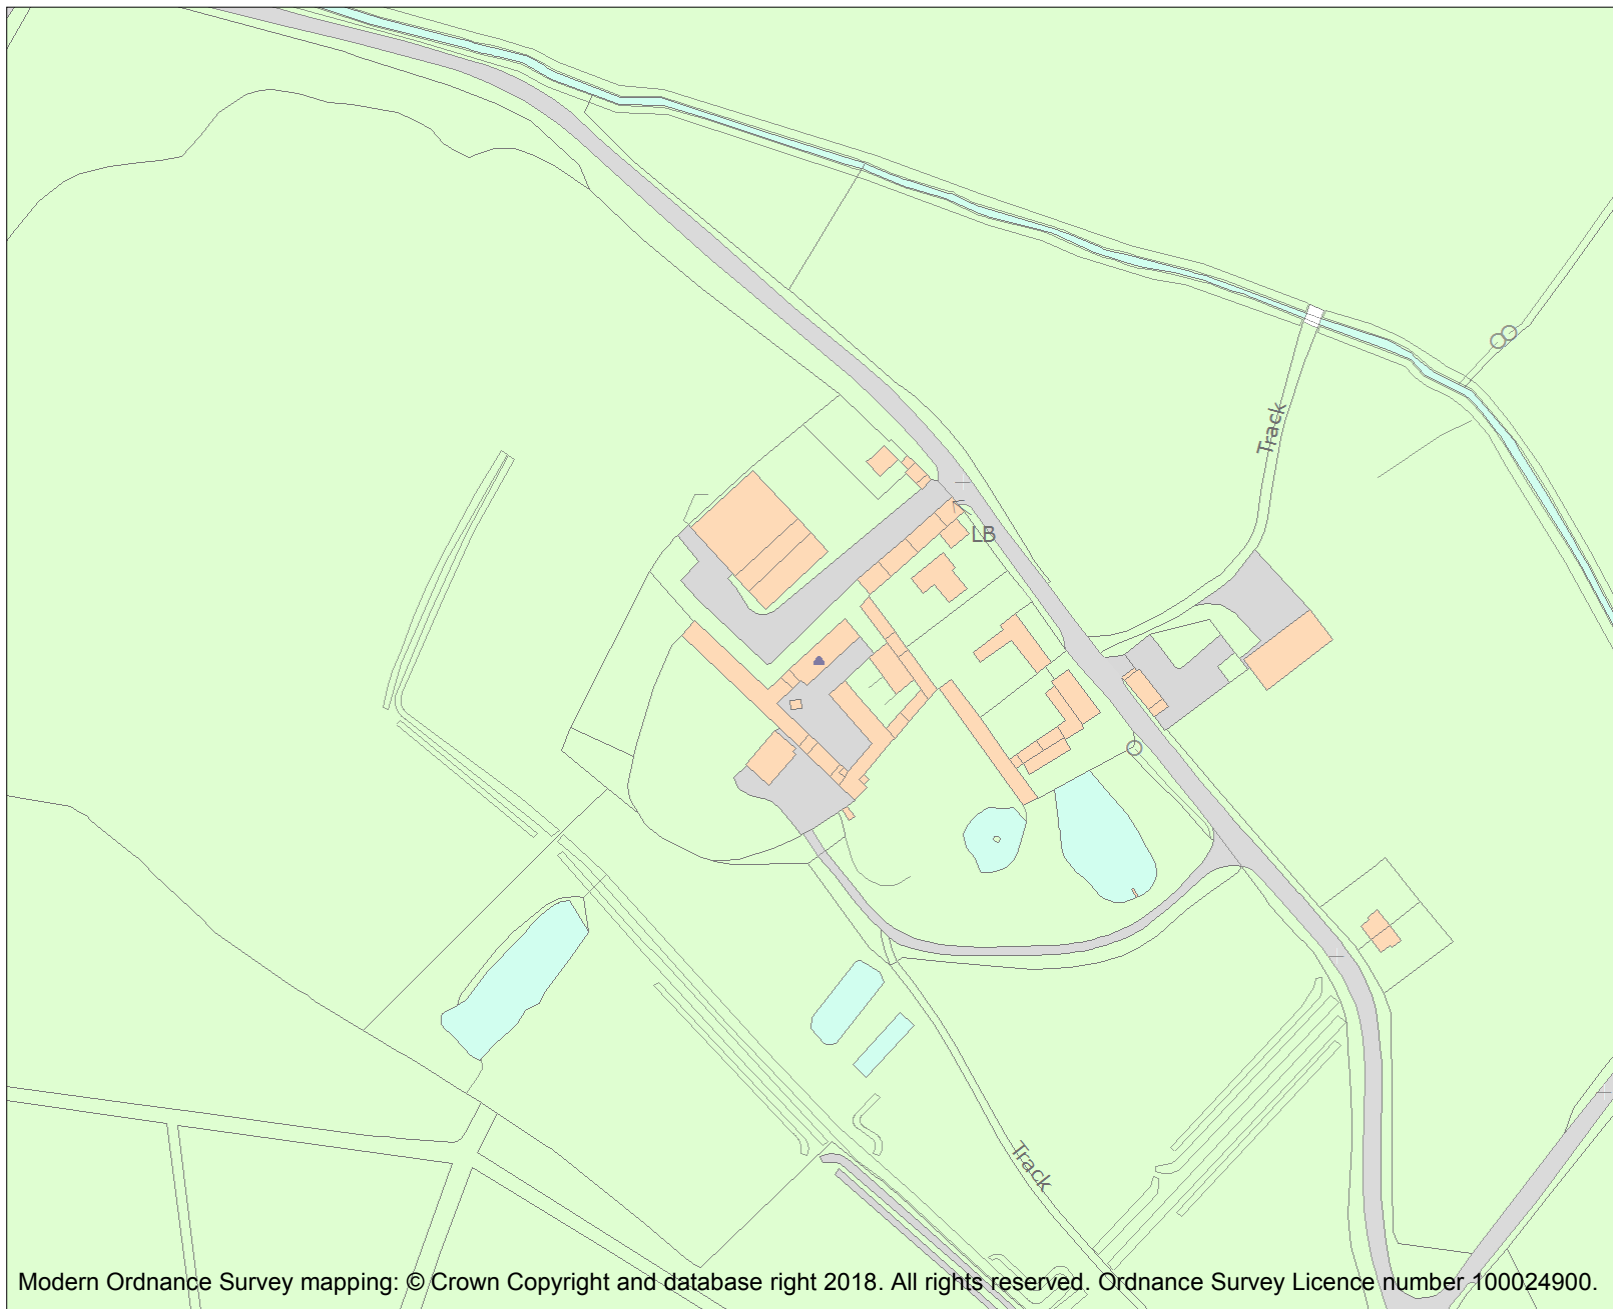 Track
LB
Track
Modern Ordnance Survey mapping: © Crown Copyright and database right 2018. All rights reserved. Ordnance Survey Licence number 100024900.